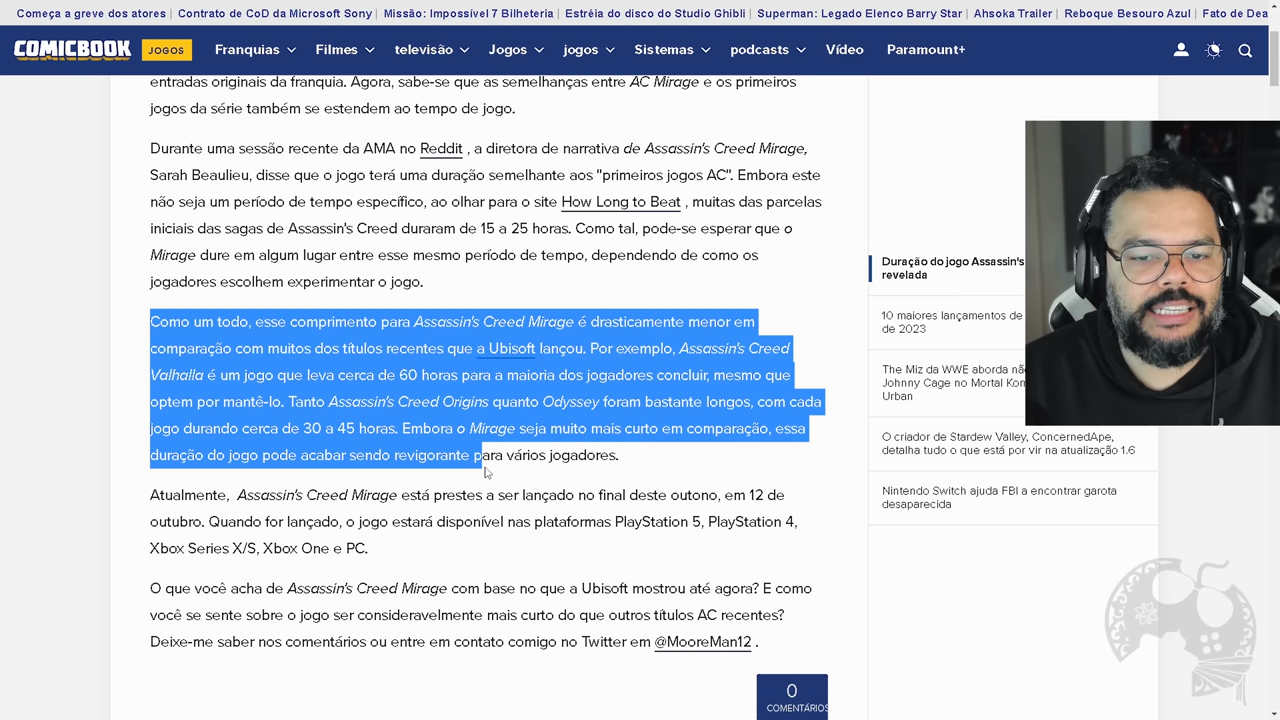 Começa a greve dos atores | Contrato de CoD da Microsoft Sony | Missão: Impossível 7 Bilheteria | Estréia do disco do Studio Ghibli | Superman: Legado Elenco Barry Star | Ahsoka Trailer | Reboque Besouro Azul | Fato de Dea
COMICBOOK JOGOS Franquias Filmes televisão Jogos jogos Sistemas podcasts Vídeo Paramount+
entradas originais da franquia. Agora, sabe-se que as semelhanças entre AC Mirage e os primeiros
jogos da série também se estendem ao tempo de jogo.
Durante uma sessão recente da AMA no Reddit , a diretora de narrativa de Assassin's Creed Mirage,
Sarah Beaulieu, disse que o jogo terá uma duração semelhante aos "primeiros jogos AC". Embora este
não seja um período de tempo específico, ao olhar para o site How Long to Beat , muitas das parcelas
iniciais das sagas de Assassin's Creed duraram de 15 a 25 horas. Como tal, pode-se esperar que o
Mirage dure em algum lugar entre esse mesmo período de tempo, dependendo de como os
jogadores escolhem experimentar o jogo.
Como um todo, esse comprimento para Assassin's Creed Mirage é drasticamente menor em
comparação com muitos dos títulos recentes que a Ubisoft lançou. Por exemplo, Assassin's Creed
Valhalla é um jogo que leva cerca de 60 horas para a maioria dos jogadores concluir, mesmo que
optem por mantê-lo. Tanto Assassin's Creed Origins quanto Odyssey foram bastante longos, com cada
jogo durando cerca de 30 a 45 horas. Embora o Mirage seja muito mais curto em comparação, essa
duração do jogo pode acabar sendo revigorante para vários jogadores.
Atualmente, Assassin's Creed Mirage está prestes a ser lançado no final deste outono, em 12 de
outubro. Quando for lançado, o jogo estará disponível nas plataformas PlayStation 5, PlayStation 4,
Xbox Series X/S, Xbox One e PC.
O que você acha de Assassin's Creed Mirage com base no que a Ubisoft mostrou até agora? E como
você se sente sobre o jogo ser consideravelmente mais curto do que outros títulos AC recentes?
Deixe-me saber nos comentários ou entre em contato comigo no Twitter em @MooreMan12 .
0
COMENTÁRIOS
Duração do jogo Assassin's
revelada
10 maiores lançamentos de
de 2023
The Miz da WWE aborda
Johnny Cage no Mortal
Urban
O criador de Stardew Valley, ConcernedApe,
detalha tudo o que está por vir na atualização 1.6
Nintendo Switch ajuda FBI a encontrar garota
desaparecida